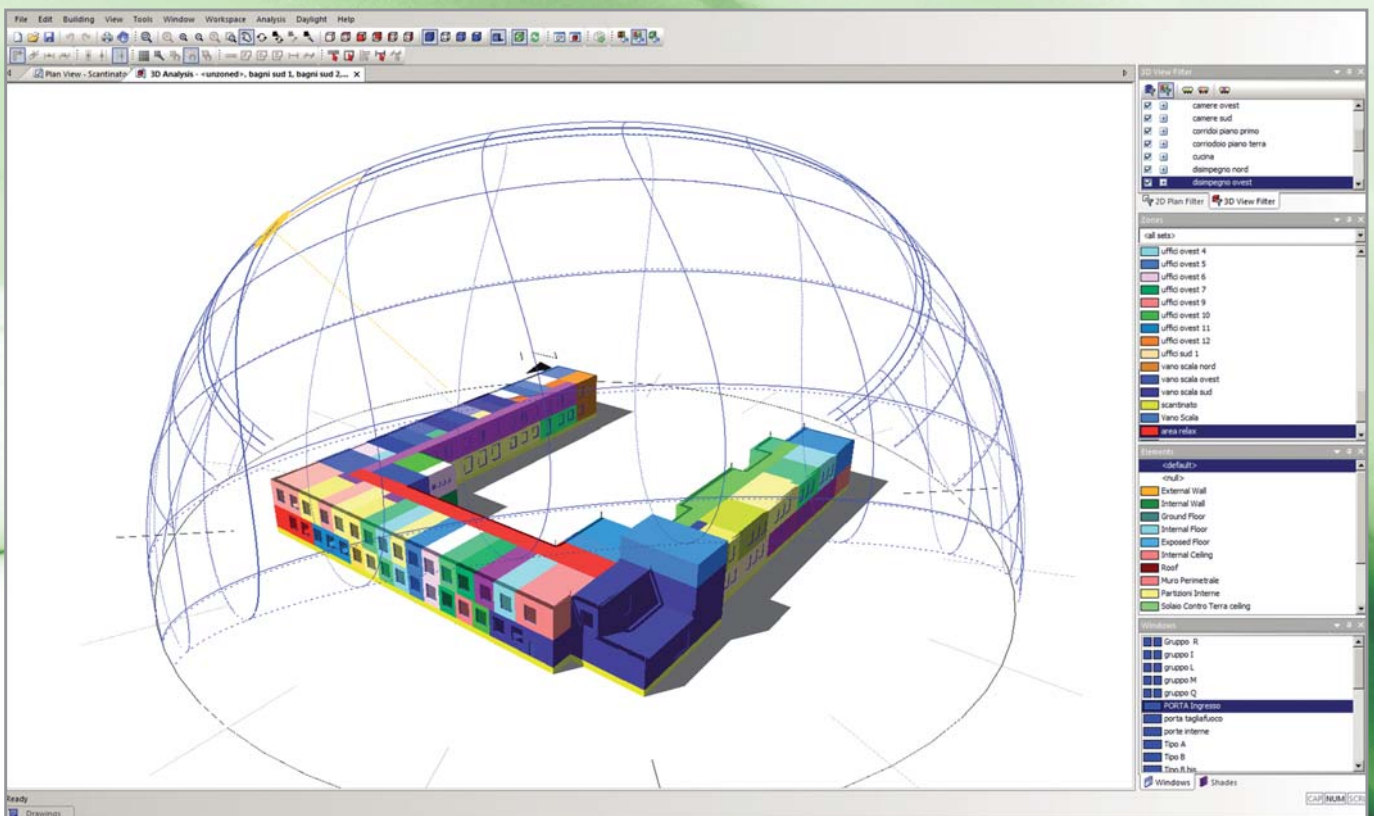 File Edit Building View Tools Window Workspace Analysis Daylight Help
Plan View - Scantinato
3D Analysis - <unzoned>, bagni sud 1, bagni sud 2,... X
3D View Filter
camere ovest
camere sud
corridoi piano primo
corriodoio piano terra
cucina
disimpegno nord
disimpegno ovest
2D Plan Filter 3D View Filter
Zones
<all sets>
uffici ovest 4
uffici ovest 5
uffici ovest 6
uffici ovest 7
uffici ovest 9
uffici ovest 10
uffici ovest 11
uffici ovest 12
uffici sud 1
vano scala nord
vano scala ovest
vano scala sud
scantinato
Vano Scala
area relax
Elements
<default>
<null>
External Wall
Internal Wall
Ground Floor
Internal Floor
Exposed Floor
Internal Ceiling
Roof
Muro Perimetrale
Partizioni Interne
Solaio Contro Terra ceiling
Windows
Gruppo R
gruppo I
gruppo L
gruppo M
gruppo Q
PORTA Ingresso
porta tagliafuoco
porte interne
Tipo A
Tipo B
Tipo B bis
Windows Shades
Ready
CAP NUM SCRL
Drawings